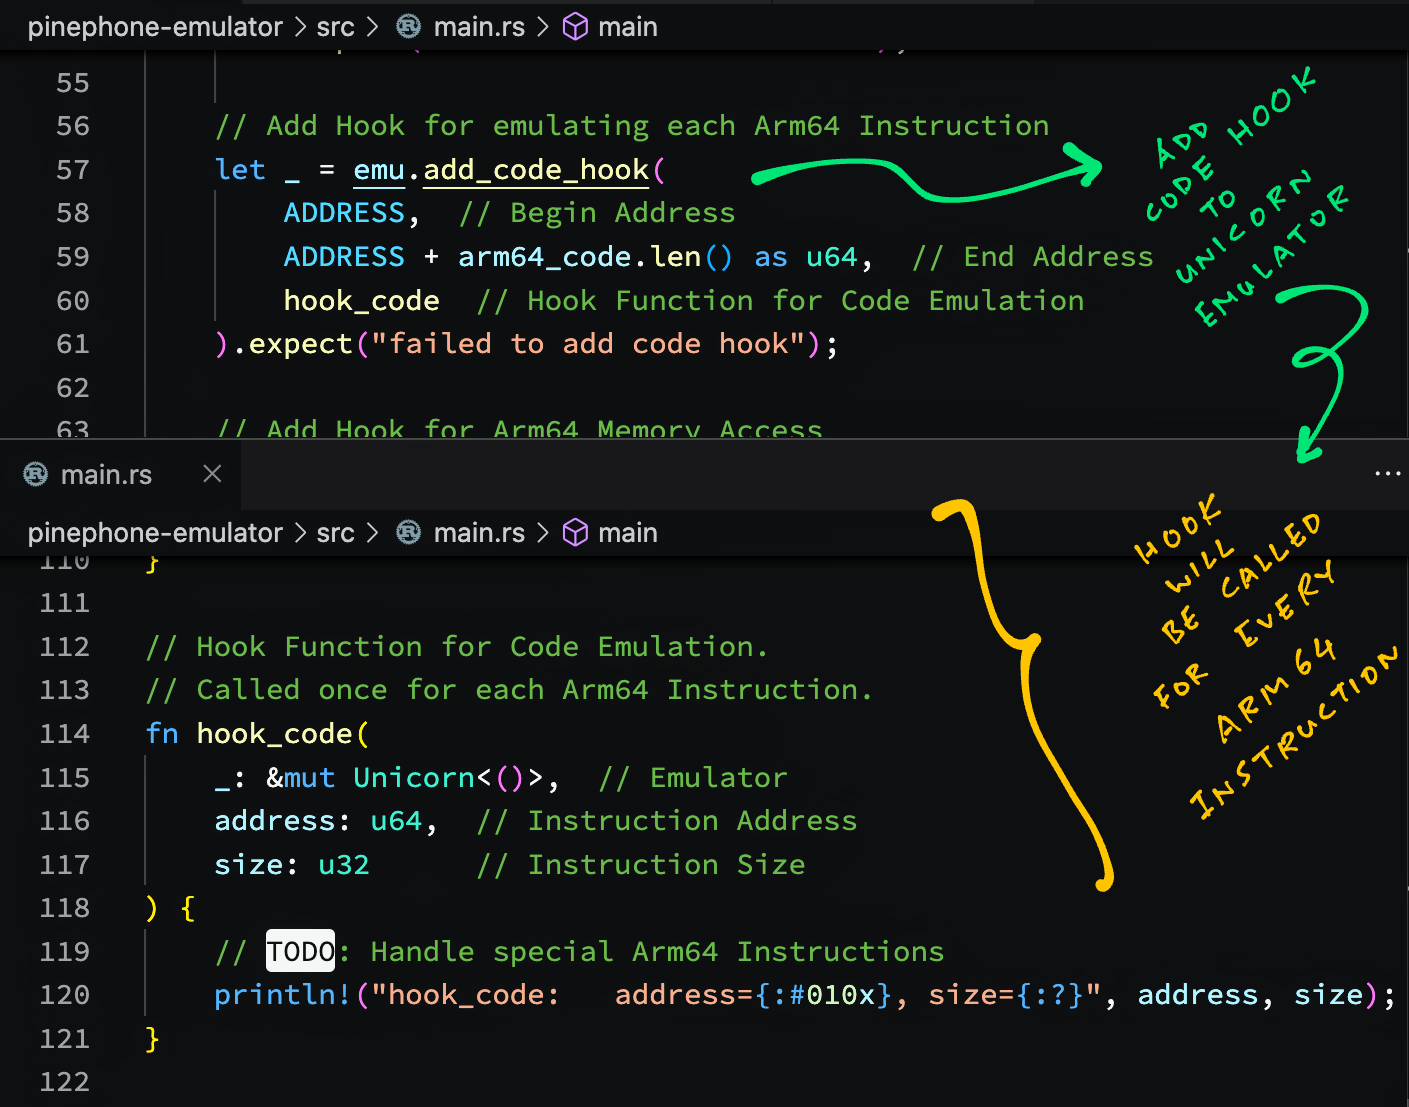 pinephone-emulator > src > main.rs > main
55
56 // Add Hook for emulating each Arm64 Instruction
57 let _ = emu.add_code_hook(
58 ADDRESS, // Begin Address
59 ADDRESS + arm64_code.len() as u64, // End Address
60 hook_code // Hook Function for Code Emulation
61 ).expect("failed to add code hook");
62
63 // Add Hook for Arm64 Memory Access
ADD
CODE HOOK
TO
UNICORN
EMULATOR
main.rs ×
...
pinephone-emulator > src > main.rs > main
110 }
111
112 // Hook Function for Code Emulation.
113 // Called once for each Arm64 Instruction.
114 fn hook_code(
115 _: &mut Unicorn<()>, // Emulator
116 address: u64, // Instruction Address
117 size: u32 // Instruction Size
118 ) {
119 // TODO: Handle special Arm64 Instructions
120 println!("hook_code:   address={:#010x}, size={:?}", address, size);
121 }
122
HOOK
WILL
BE CALLED
FOR EVERY
ARM64
INSTRUCTION